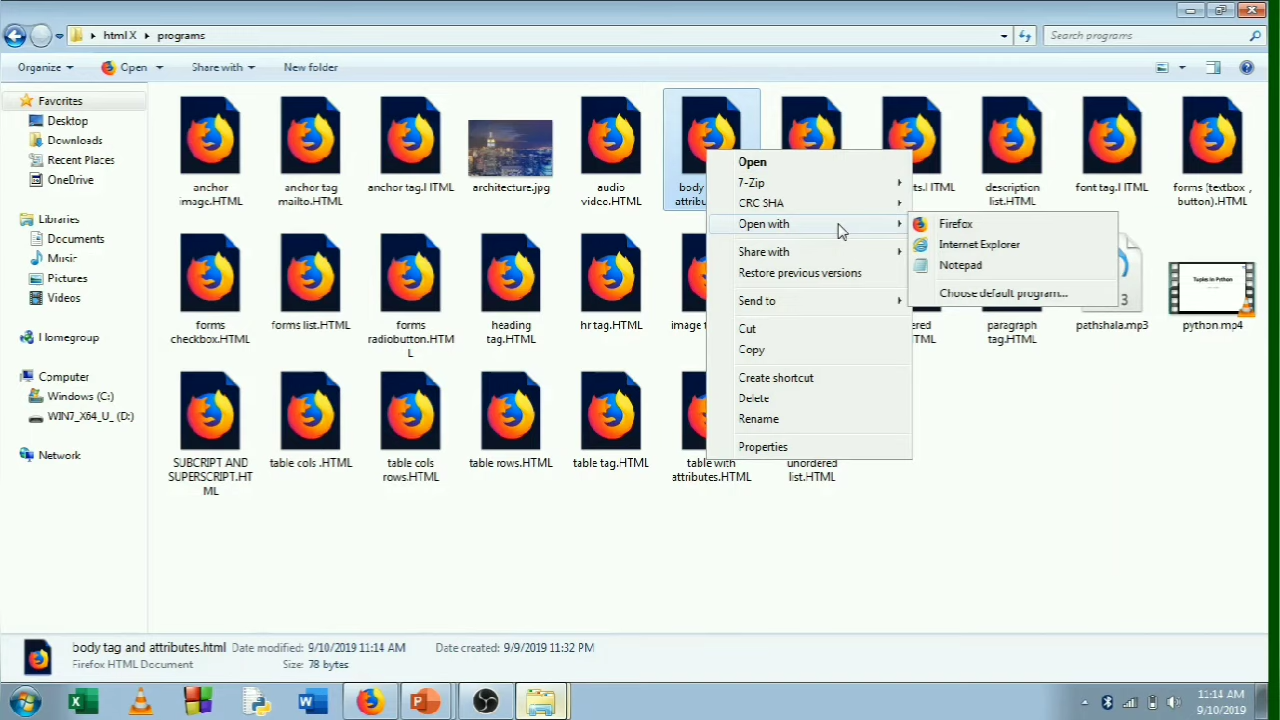 html X ▸ programs
Search programs
Organize
Open
Share with
New folder
Favorites
Desktop
Downloads
Recent Places
OneDrive
Libraries
Documents
Music
Pictures
Videos
Homegroup
Computer
Windows (C:)
WIN7_X64_U_ (D:)
Network
anchor
image.HTML
anchor tag
mailto.HTML
anchor tag.HTML
architecture.jpg
audio
video.HTML
body
attribu
description
list.HTML
font tag.HTML
forms (textbox ,
button).HTML
forms
checkbox.HTML
forms list.HTML
forms
radiobutton.HTM
L
heading
tag.HTML
hr tag.HTML
image t
paragraph
tag.HTML
pathshala.mp3
Tuples in Python
python.mp4
SUBCRIPT AND
SUPERSCRIPT.HT
ML
table cols .HTML
table cols
rows.HTML
table rows.HTML
table tag.HTML
table with
attributes.HTML
unordered
list.HTML
Open
7-Zip
CRC SHA
Open with
Share with
Restore previous versions
Send to
Cut
Copy
Create shortcut
Delete
Rename
Properties
Firefox
Internet Explorer
Notepad
Choose default program...
body tag and attributes.html Date modified: 9/10/2019 11:14 AM Date created: 9/9/2019 11:32 PM
Firefox HTML Document Size: 78 bytes
11:14 AM
9/10/2019